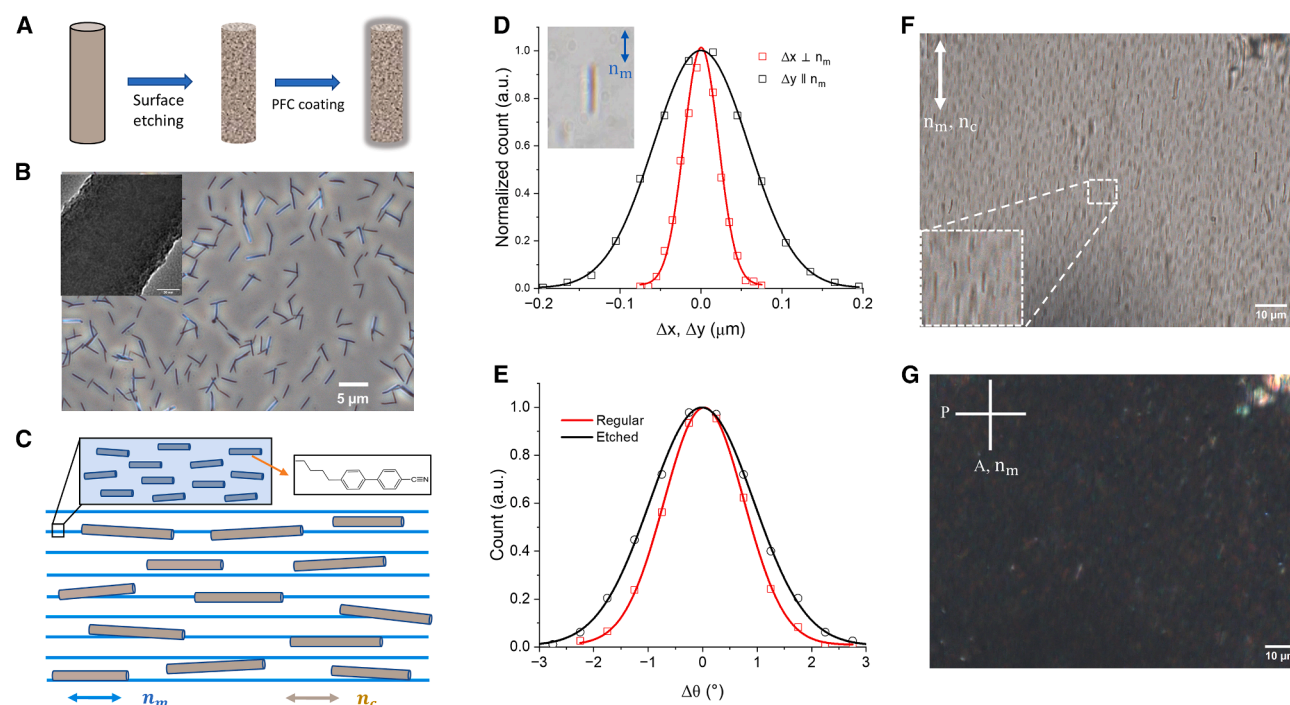 A
Surface
etching
PFC coating
B
5 µm
C
C≡N
n_m
n_c
D
n_m
Normalized count (a.u.)
1.0
0.8
0.6
0.4
0.2
0.0
−0.2
−0.1
0.0
0.1
0.2
Δx, Δy (µm)
Δx ⊥ n_m
Δy ∥ n_m
E
Count (a.u.)
1.0
0.8
0.6
0.4
0.2
0.0
−3
−2
−1
0
1
2
3
Δθ (°)
Regular
Etched
F
n_m, n_c
10 µm
G
P
A, n_m
10 µm